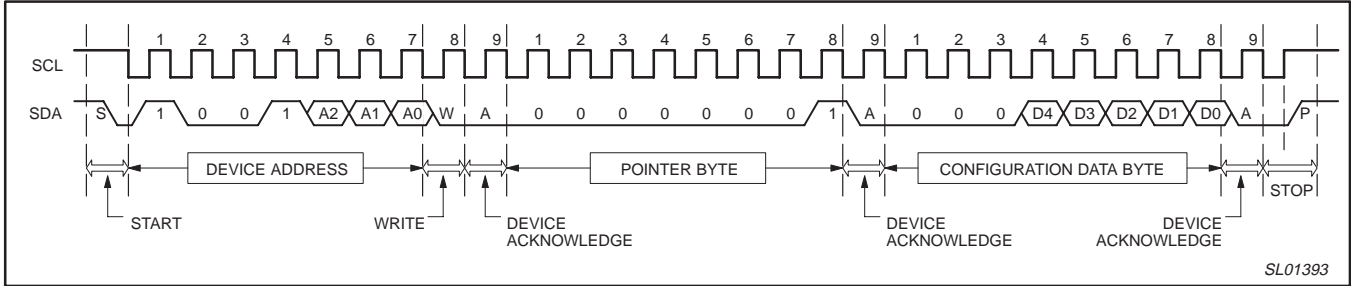 1 2 3 4 5 6 7 8 9 1 2 3 4 5 6 7 8 9 1 2 3 4 5 6 7 8 9
SCL
SDA S 1 0 0 1 A2 A1 A0 W A 0 0 0 0 0 0 0 1 A 0 0 0 D4 D3 D2 D1 D0 A P
DEVICE ADDRESS POINTER BYTE CONFIGURATION DATA BYTE
STOP
START WRITE DEVICE ACKNOWLEDGE DEVICE ACKNOWLEDGE DEVICE ACKNOWLEDGE
SL01393